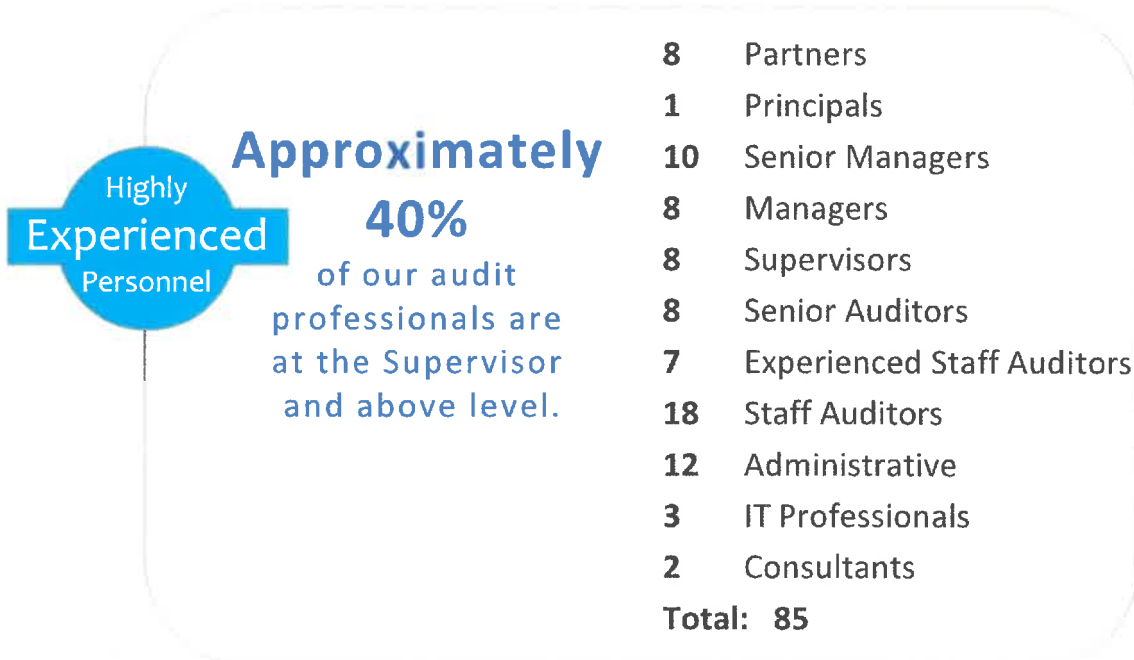 Highly
Experienced
Personnel
Approximately
40%
of our audit
professionals are
at the Supervisor
and above level.
8 Partners
1 Principals
10 Senior Managers
8 Managers
8 Supervisors
8 Senior Auditors
7 Experienced Staff Auditors
18 Staff Auditors
12 Administrative
3 IT Professionals
2 Consultants
Total: 85